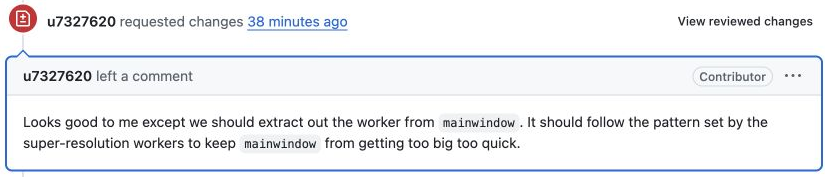 u7327620 requested changes 38 minutes ago
View reviewed changes
u7327620 left a comment
Contributor
Looks good to me except we should extract out the worker from mainwindow. It should follow the pattern set by the
super-resolution workers to keep mainwindow from getting too big too quick.